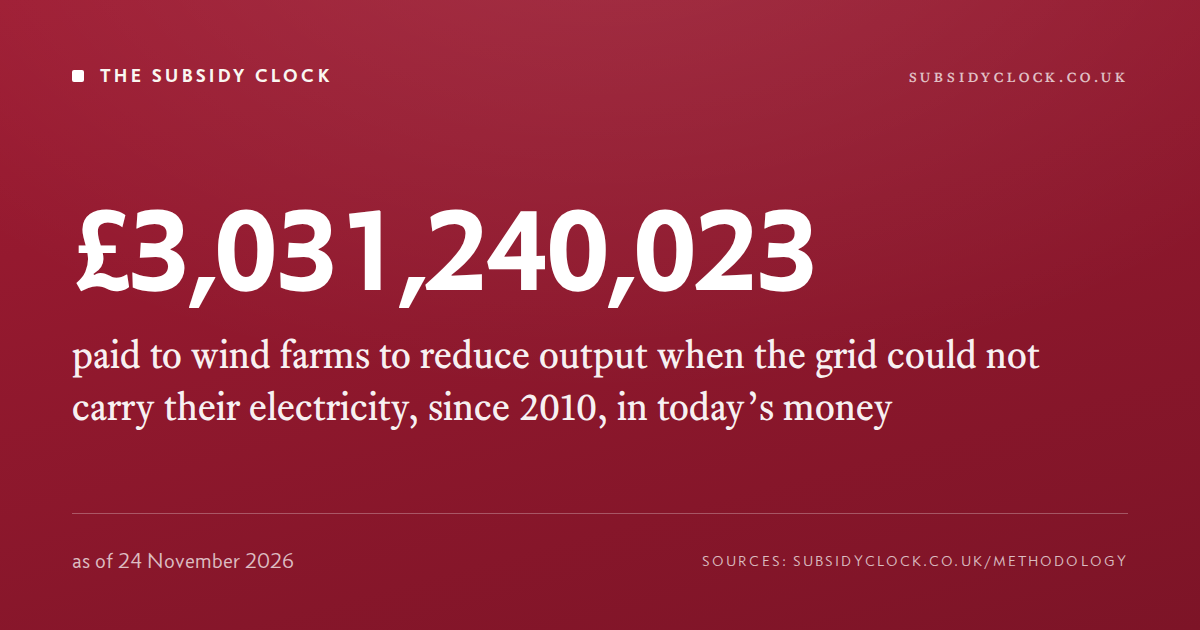 THE SUBSIDY CLOCK
SUBSIDYCLOCK.CO.UK
£3,031,240,023
paid to wind farms to reduce output when the grid could not
carry their electricity, since 2010, in today’s money
as of 24 November 2026
SOURCES: SUBSIDYCLOCK.CO.UK/METHODOLOGY